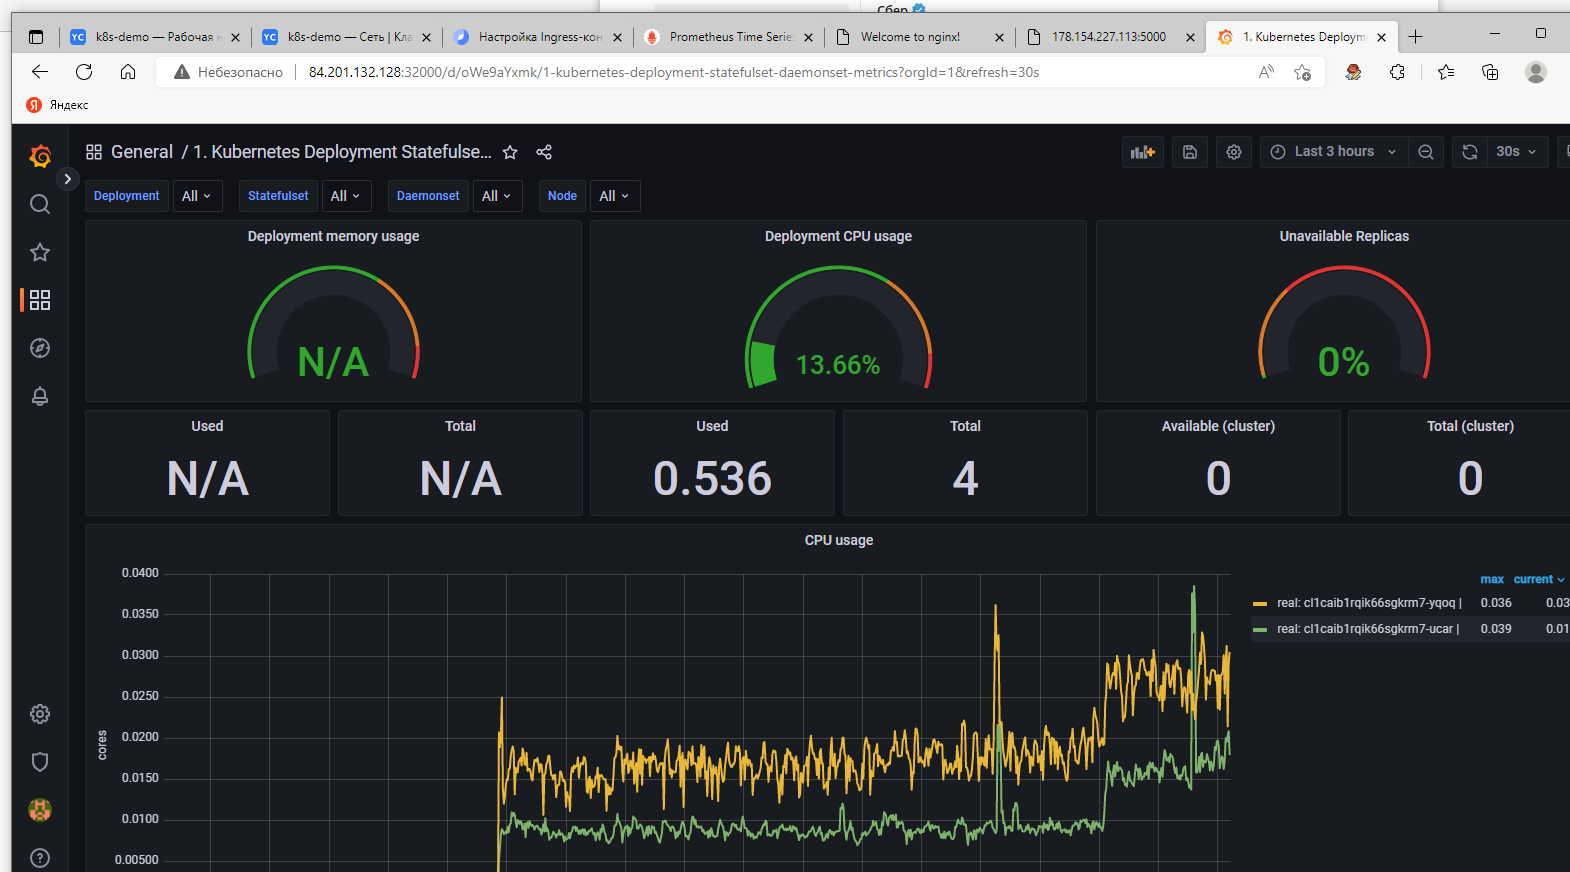 Сбер
k8s-demo — Рабочая н
k8s-demo — Сеть | Кла
Настройка Ingress-кон
Prometheus Time Serie
Welcome to nginx!
178.154.227.113:5000
1. Kubernetes Deploym
Небезопасно
84.201.132.128:32000/d/oWe9aYxmk/1-kubernetes-deployment-statefulset-daemonset-metrics?orgId=1&refresh=30s
Яндекс
General / 1. Kubernetes Deployment Statefulse...
Last 3 hours
30s
Deployment All
Statefulset All
Daemonset All
Node All
Deployment memory usage
N/A
Deployment CPU usage
13.66%
Unavailable Replicas
0%
Used
N/A
Total
N/A
Used
0.536
Total
4
Available (cluster)
0
Total (cluster)
0
CPU usage
cores
0.0400
0.0350
0.0300
0.0250
0.0200
0.0150
0.0100
0.00500
max current
real: cl1caib1rqik66sgkrm7-yqoq | 0.036 0.03
real: cl1caib1rqik66sgkrm7-ucar | 0.039 0.01